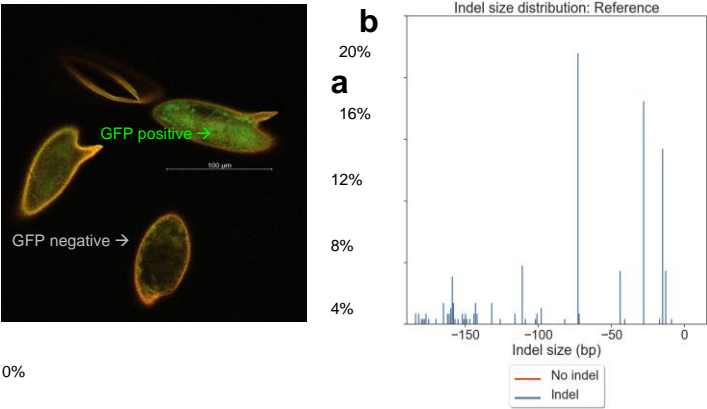 b
Indel size distribution: Reference
20%
a
16%
GFP positive →
100 µm
12%
GFP negative →
8%
4%
−150 −100 −50 0
Indel size (bp)
0%
No indel
Indel